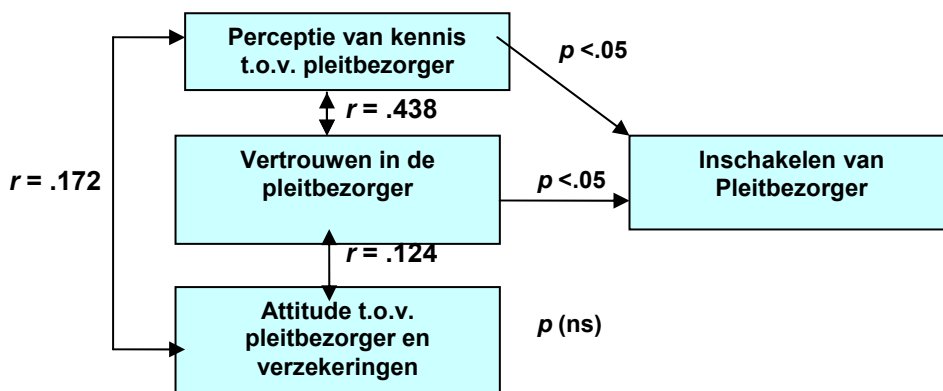 Perceptie van kennis
t.o.v. pleitbezorger
p <.05
r = .438
Vertrouwen in de
pleitbezorger
Inschakelen van
Pleitbezorger
r = .172
p <.05
r = .124
Attitude t.o.v.
pleitbezorger en
verzekeringen
p (ns)